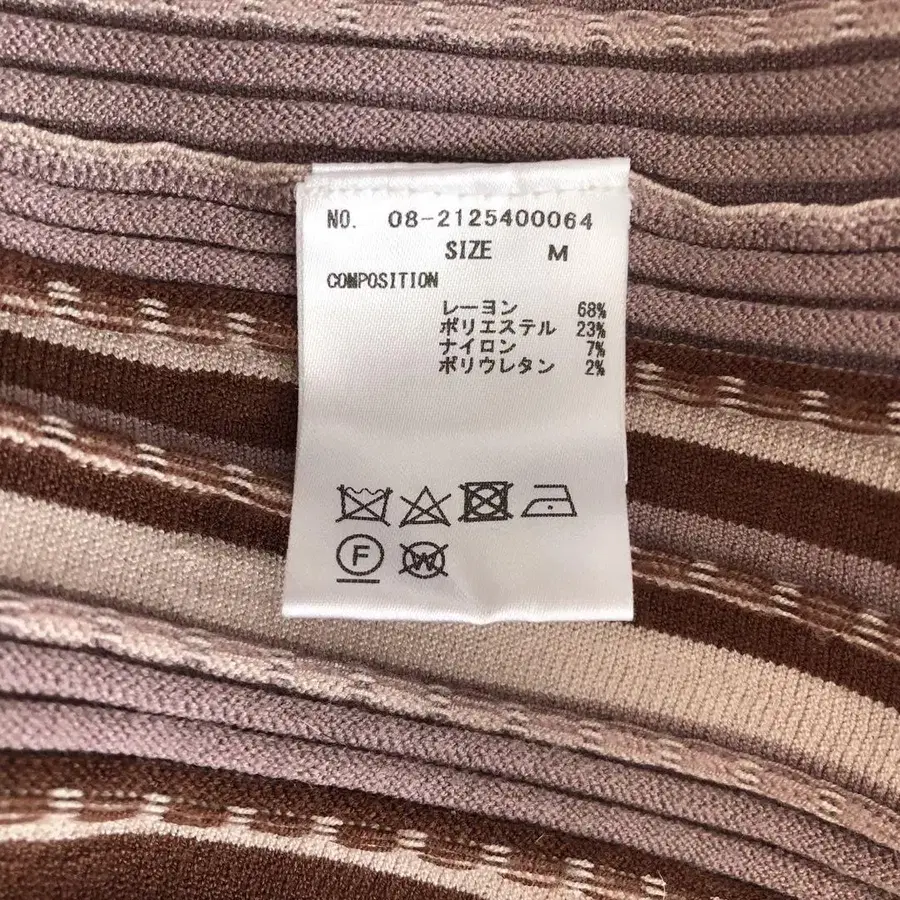 NO. 08-2125400064
SIZE M
COMPOSITION
レーヨン 68%
ポリエステル 23%
ナイロン 7%
ポリウレタン 2%
F W